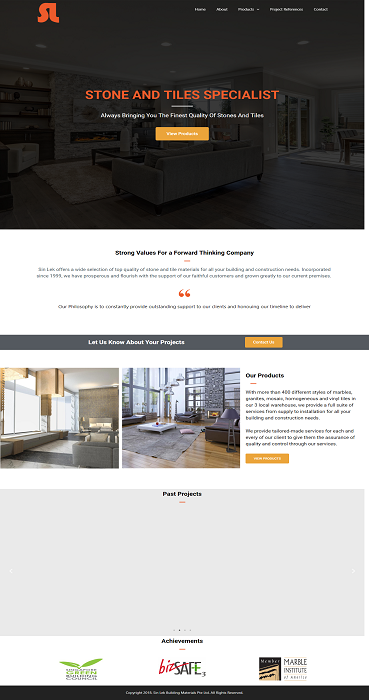 SL
Home About Products Project References Contact
STONE AND TILES SPECIALIST
Always Bringing You The Finest Quality Of Stones And Tiles
View Products
Strong Values For a Forward Thinking Company
Sin Lek offers a wide selection of top quality of stone and tile materials for all your building and construction needs. Incorporated
since 1999, we have prosperous and flourish with the support of our faithful customers and grown greatly to our current premises.
Our Philosophy is to constantly provide outstanding support to our clients and honouring our timeline to deliver
Let Us Know About Your Projects
Contact Us
Our Products
With more than 400 different styles of marbles,
granites, mosaic, homogeneous and vinyl tiles in
our 3 local warehouse, we provide a full suite of
services from supply to installation for all your
building and construction needs.
We provide tailored-made services for each and
every of our client to give them the assurance of
quality and control through our services.
VIEW PRODUCTS
Past Projects
Achievements
SINGAPORE
GREEN
BUILDING
COUNCIL
bizSAFE3
Member
MARBLE
INSTITUTE
of America
Copyright 2018 Sin Lek Building Materials Pte Ltd. All Rights Reserved.